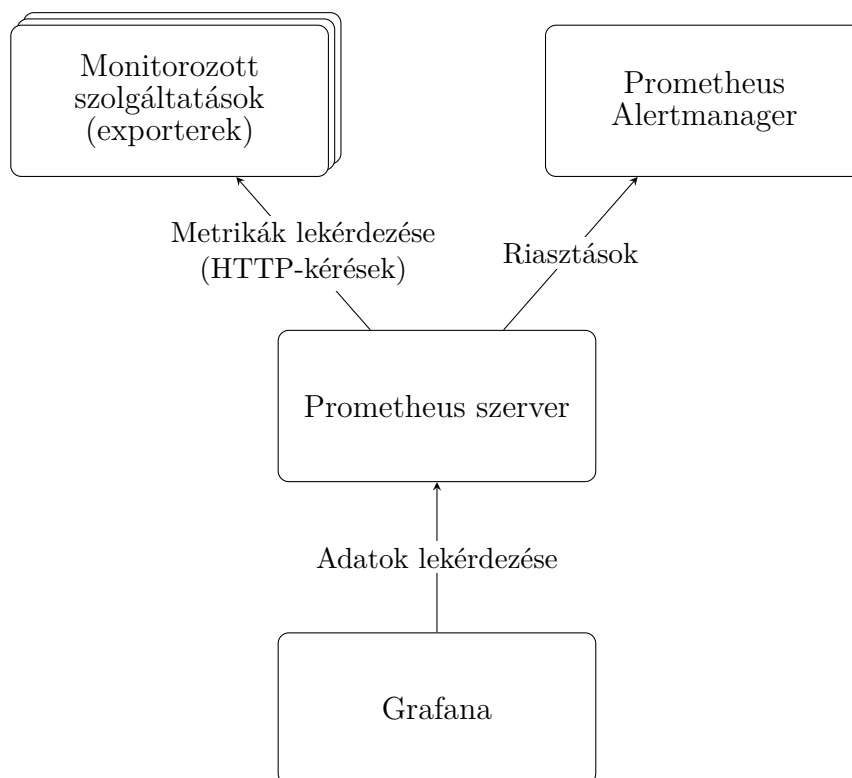 Monitorozott
szolgáltatások
(exporterek)
Prometheus
Alertmanager
Metrikák lekérdezése
(HTTP-kérések)
Riasztások
Prometheus szerver
Adatok lekérdezése
Grafana